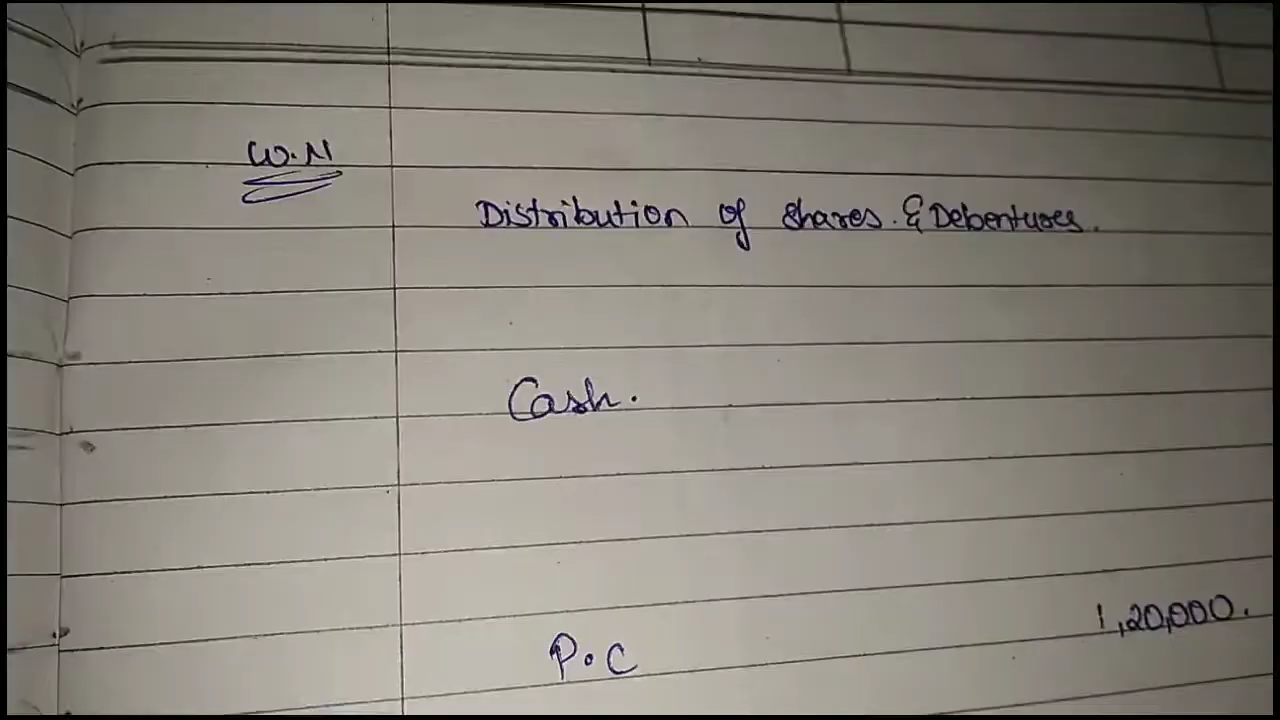 W.N
Distribution of Shares. & Debentures.
Cash.
1,20,000.
P.C